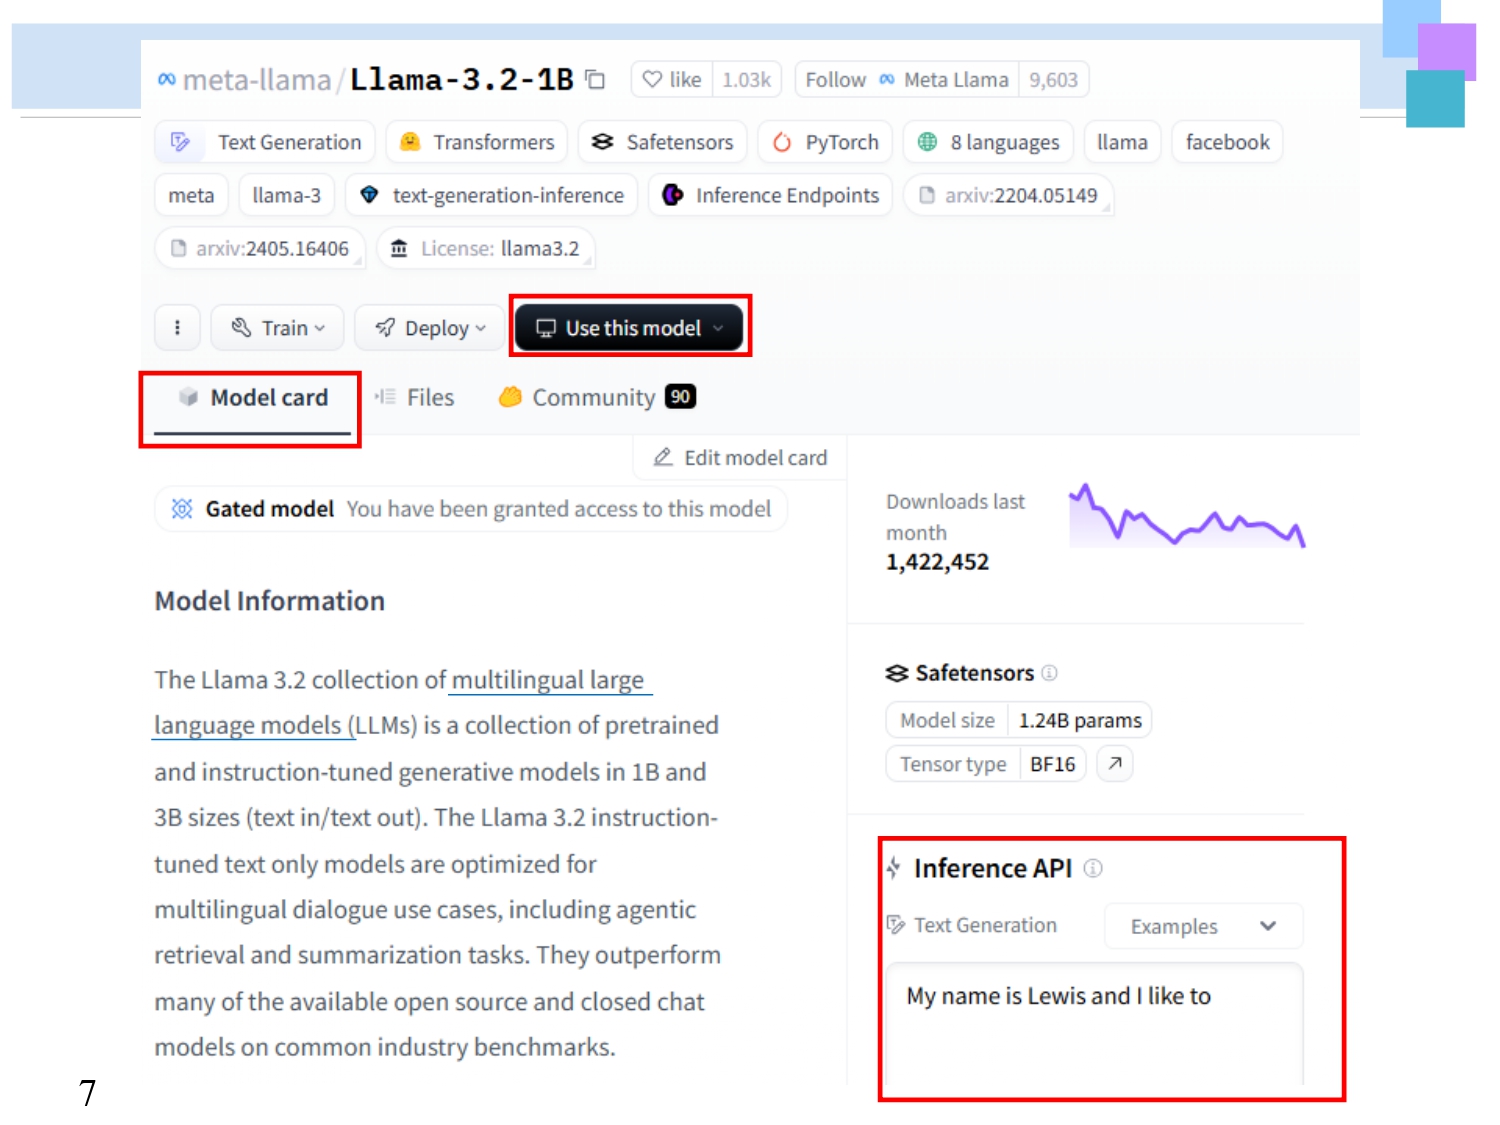 meta-llama/Llama-3.2-1B like 1.03k Follow Meta Llama 9,603
Text Generation Transformers Safetensors PyTorch 8 languages llama facebook
meta llama-3 text-generation-inference Inference Endpoints arxiv:2204.05149
arxiv:2405.16406 License: llama3.2
Train Deploy Use this model
Model card Files Community 90
Edit model card
Gated model You have been granted access to this model
Model Information
The Llama 3.2 collection of multilingual large
language models (LLMs) is a collection of pretrained
and instruction-tuned generative models in 1B and
3B sizes (text in/text out). The Llama 3.2 instruction-
tuned text only models are optimized for
multilingual dialogue use cases, including agentic
retrieval and summarization tasks. They outperform
many of the available open source and closed chat
models on common industry benchmarks.
Downloads last
month
1,422,452
Safetensors
Model size 1.24B params
Tensor type BF16
Inference API
Text Generation Examples
My name is Lewis and I like to
7